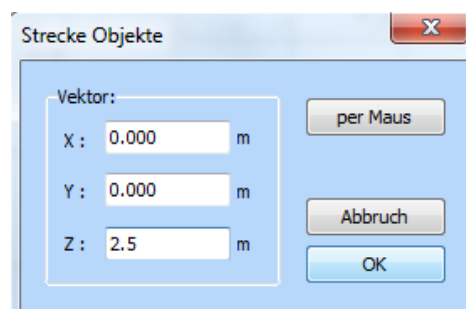 Strecke Objekte
Vektor:
X : 0.000 m
Y : 0.000 m
Z : 2.5 m
per Maus
Abbruch
OK